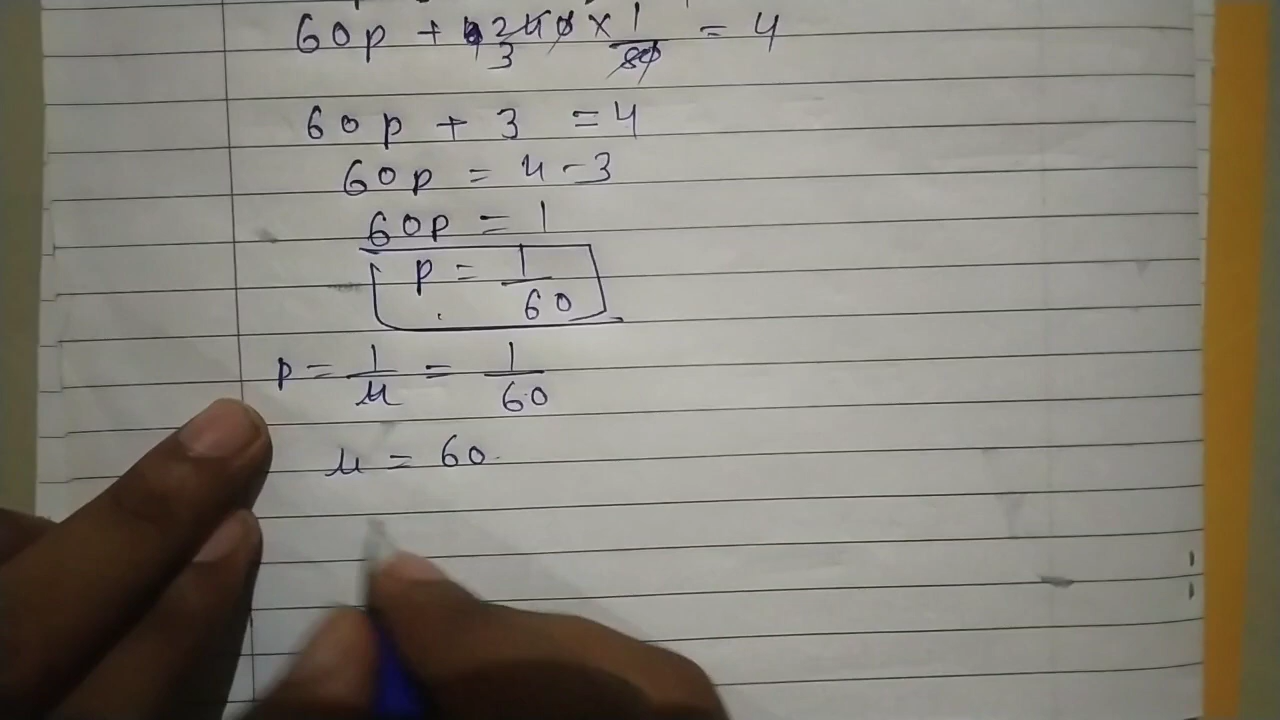 60p + 240 × 1/80 = 4
3
60p + 3 = 4
60p = 4 - 3
60p = 1
p = 1/60
p = 1/u = 1/60
u = 60